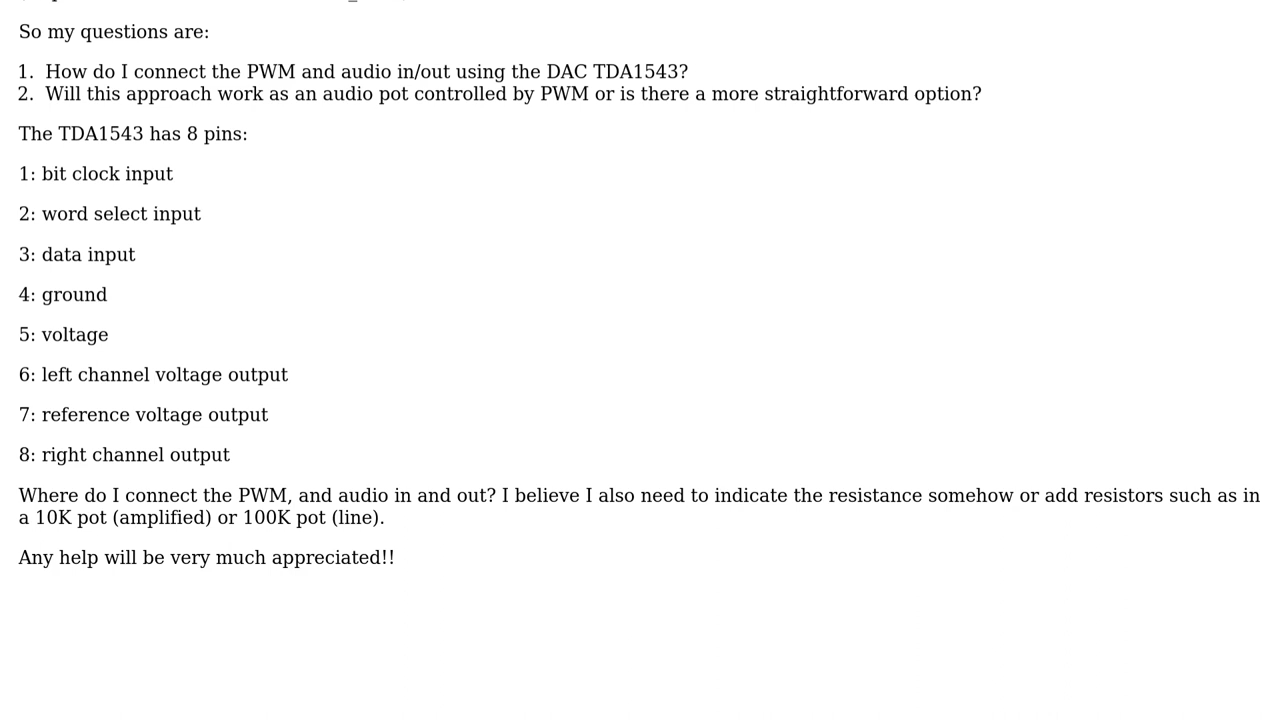 So my questions are:
1. How do I connect the PWM and audio in/out using the DAC TDA1543?
2. Will this approach work as an audio pot controlled by PWM or is there a more straightforward option?
The TDA1543 has 8 pins:
1: bit clock input
2: word select input
3: data input
4: ground
5: voltage
6: left channel voltage output
7: reference voltage output
8: right channel output
Where do I connect the PWM, and audio in and out? I believe I also need to indicate the resistance somehow or add resistors such as in
a 10K pot (amplified) or 100K pot (line).
Any help will be very much appreciated!!